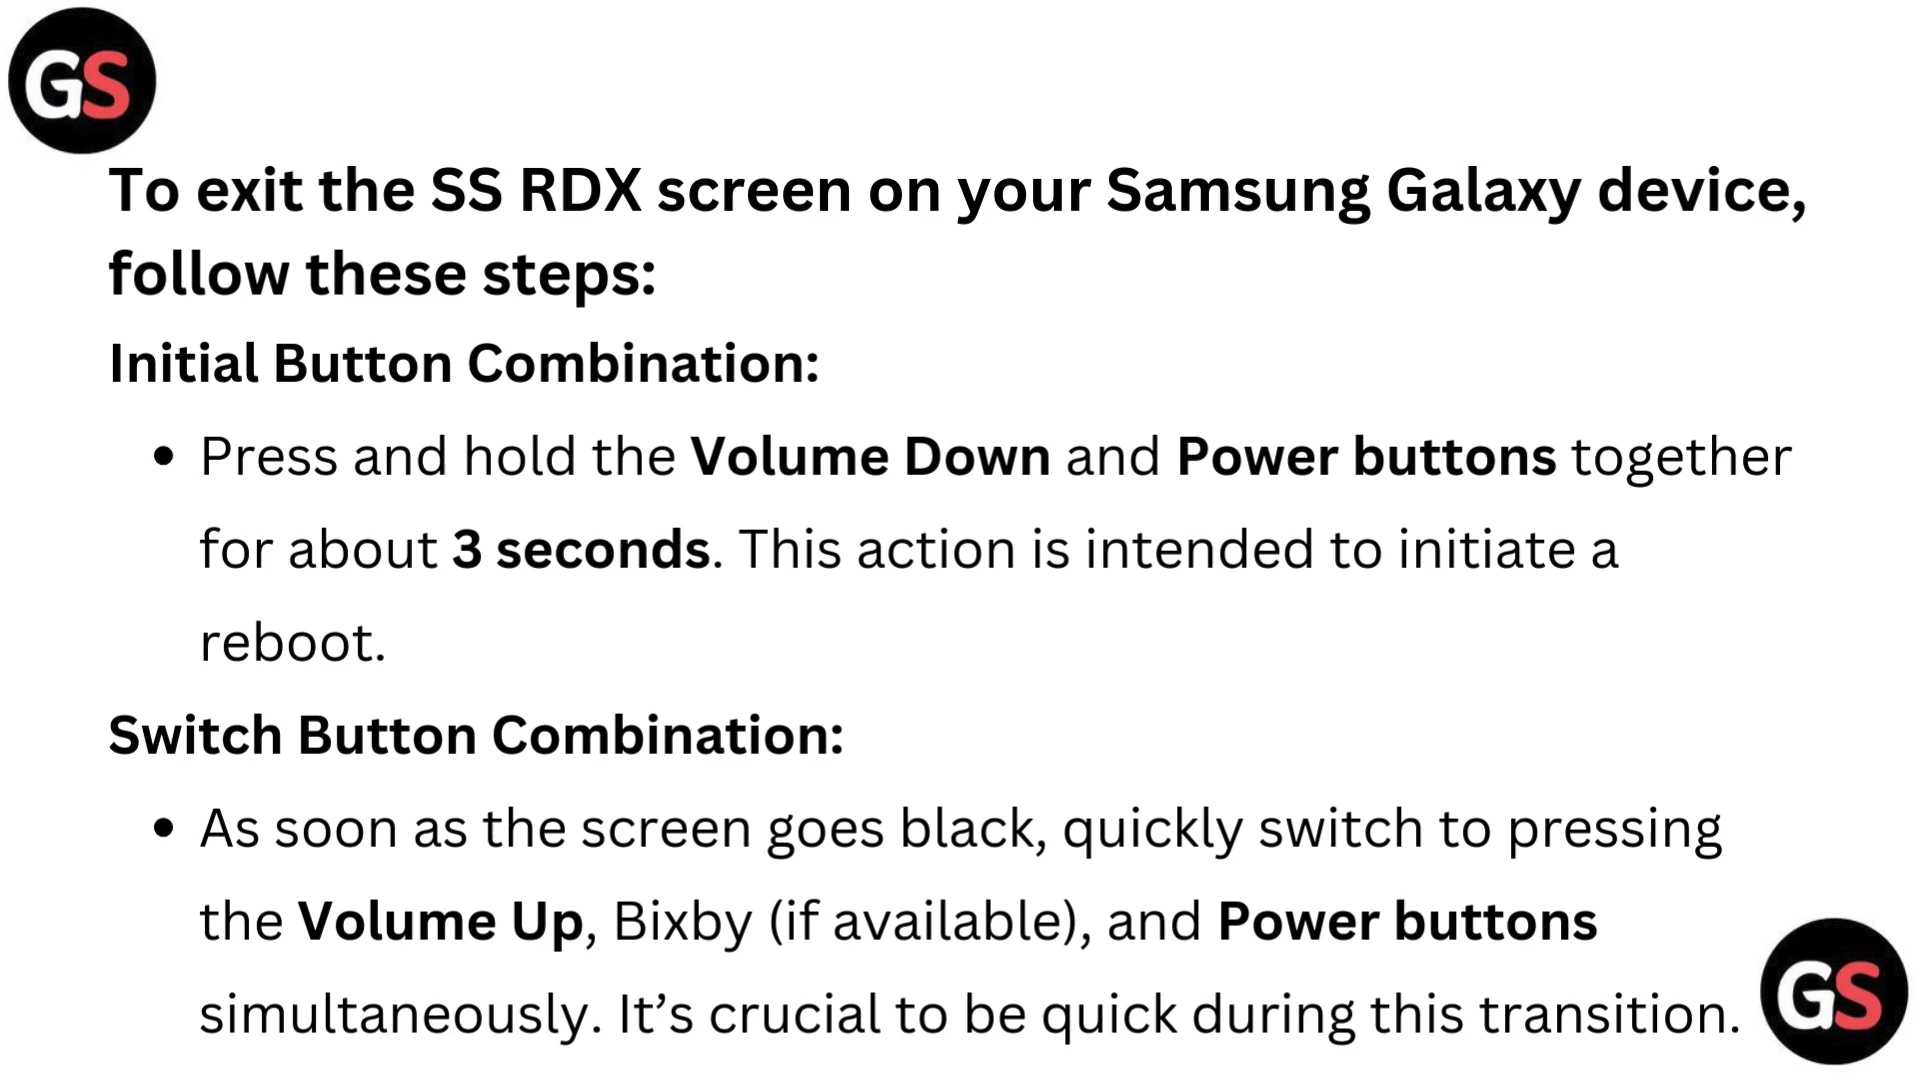 GS
To exit the SS RDX screen on your Samsung Galaxy device,
follow these steps:
Initial Button Combination:
• Press and hold the Volume Down and Power buttons together
for about 3 seconds. This action is intended to initiate a
reboot.
Switch Button Combination:
• As soon as the screen goes black, quickly switch to pressing
the Volume Up, Bixby (if available), and Power buttons
simultaneously. It’s crucial to be quick during this transition.
GS